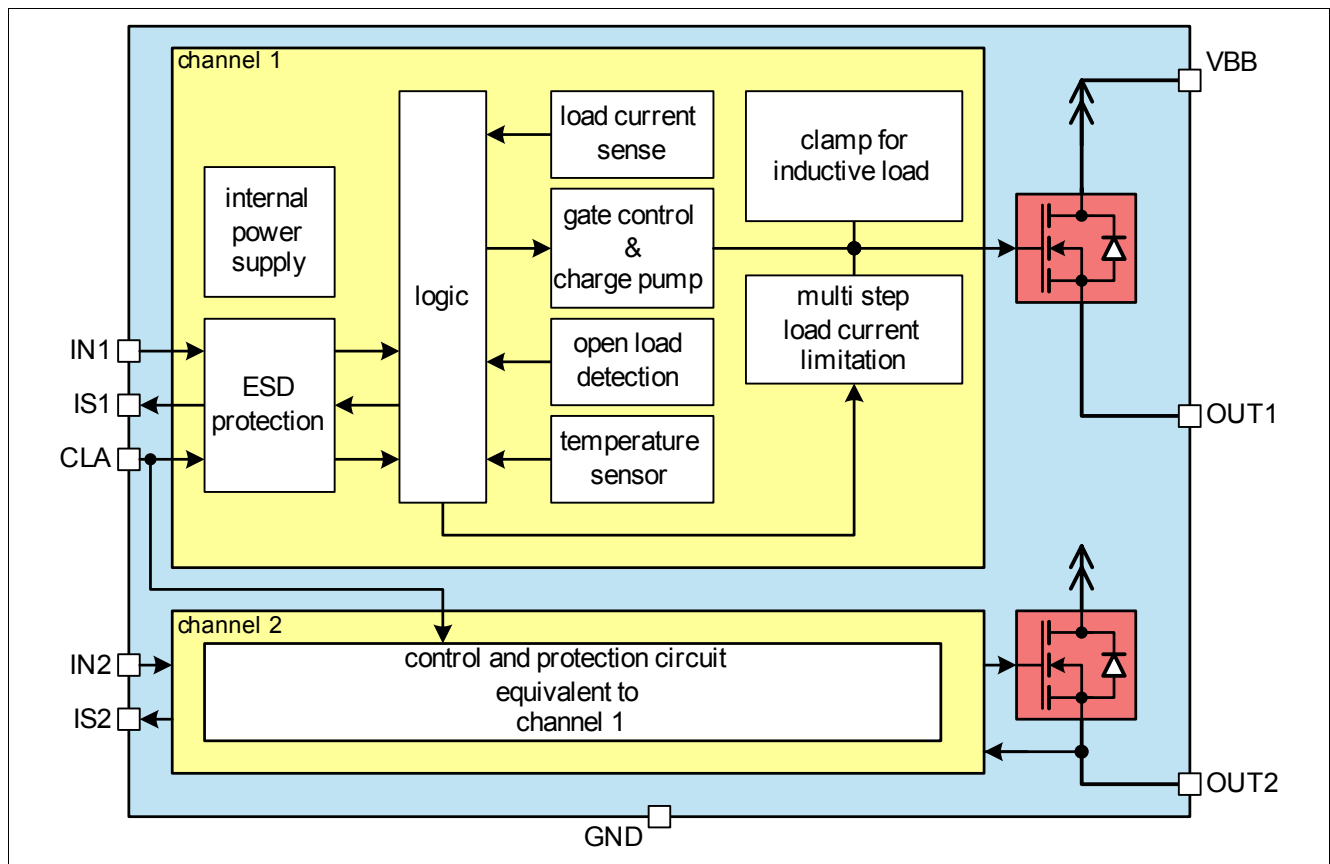 channel 1
VBB
load current
sense
clamp for
inductive load
internal
power
supply
gate control
&
charge pump
logic
multi step
load current
limitation
IN1
ESD
protection
open load
detection
IS1
OUT1
CLA
temperature
sensor
channel 2
IN2
control and protection circuit
equivalent to
channel 1
IS2
OUT2
GND